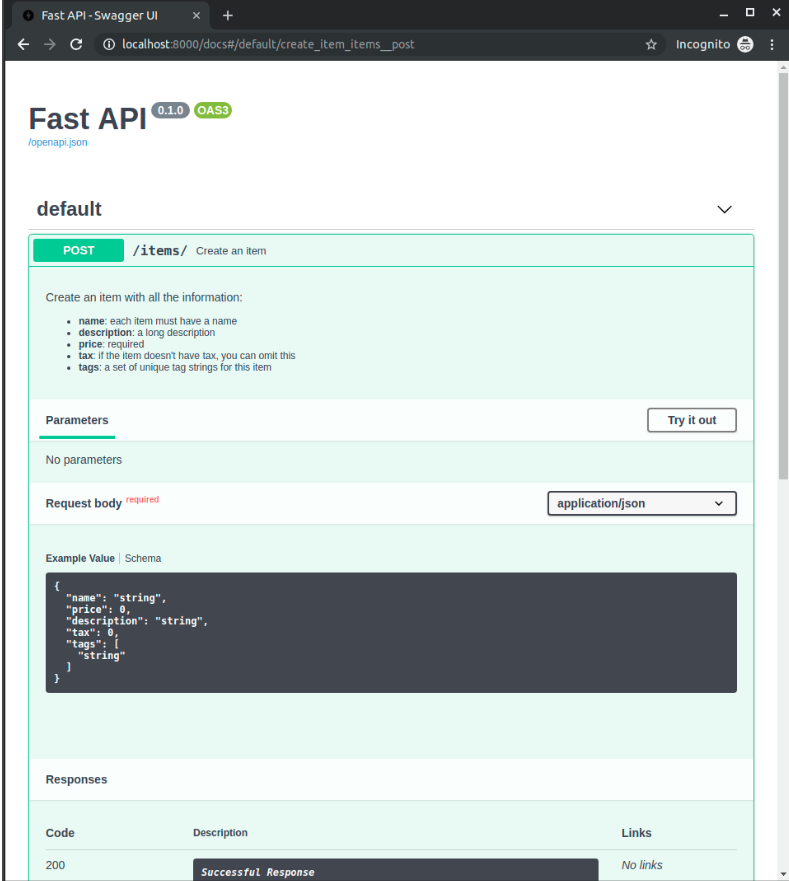 Fast API - Swagger UI
localhost:8000/docs#/default/create_item_items__post
Incognito
Fast API 0.1.0 OAS3
/openapi.json
default
POST /items/ Create an item
Create an item with all the information:
name: each item must have a name
description: a long description
price: required
tax: if the item doesn't have tax, you can omit this
tags: a set of unique tag strings for this item
Parameters Try it out
No parameters
Request body required application/json
Example Value | Schema
{
  "name": "string",
  "price": 0,
  "description": "string",
  "tax": 0,
  "tags": [
    "string"
  ]
}
Responses
Code Description Links
200 Successful Response No links